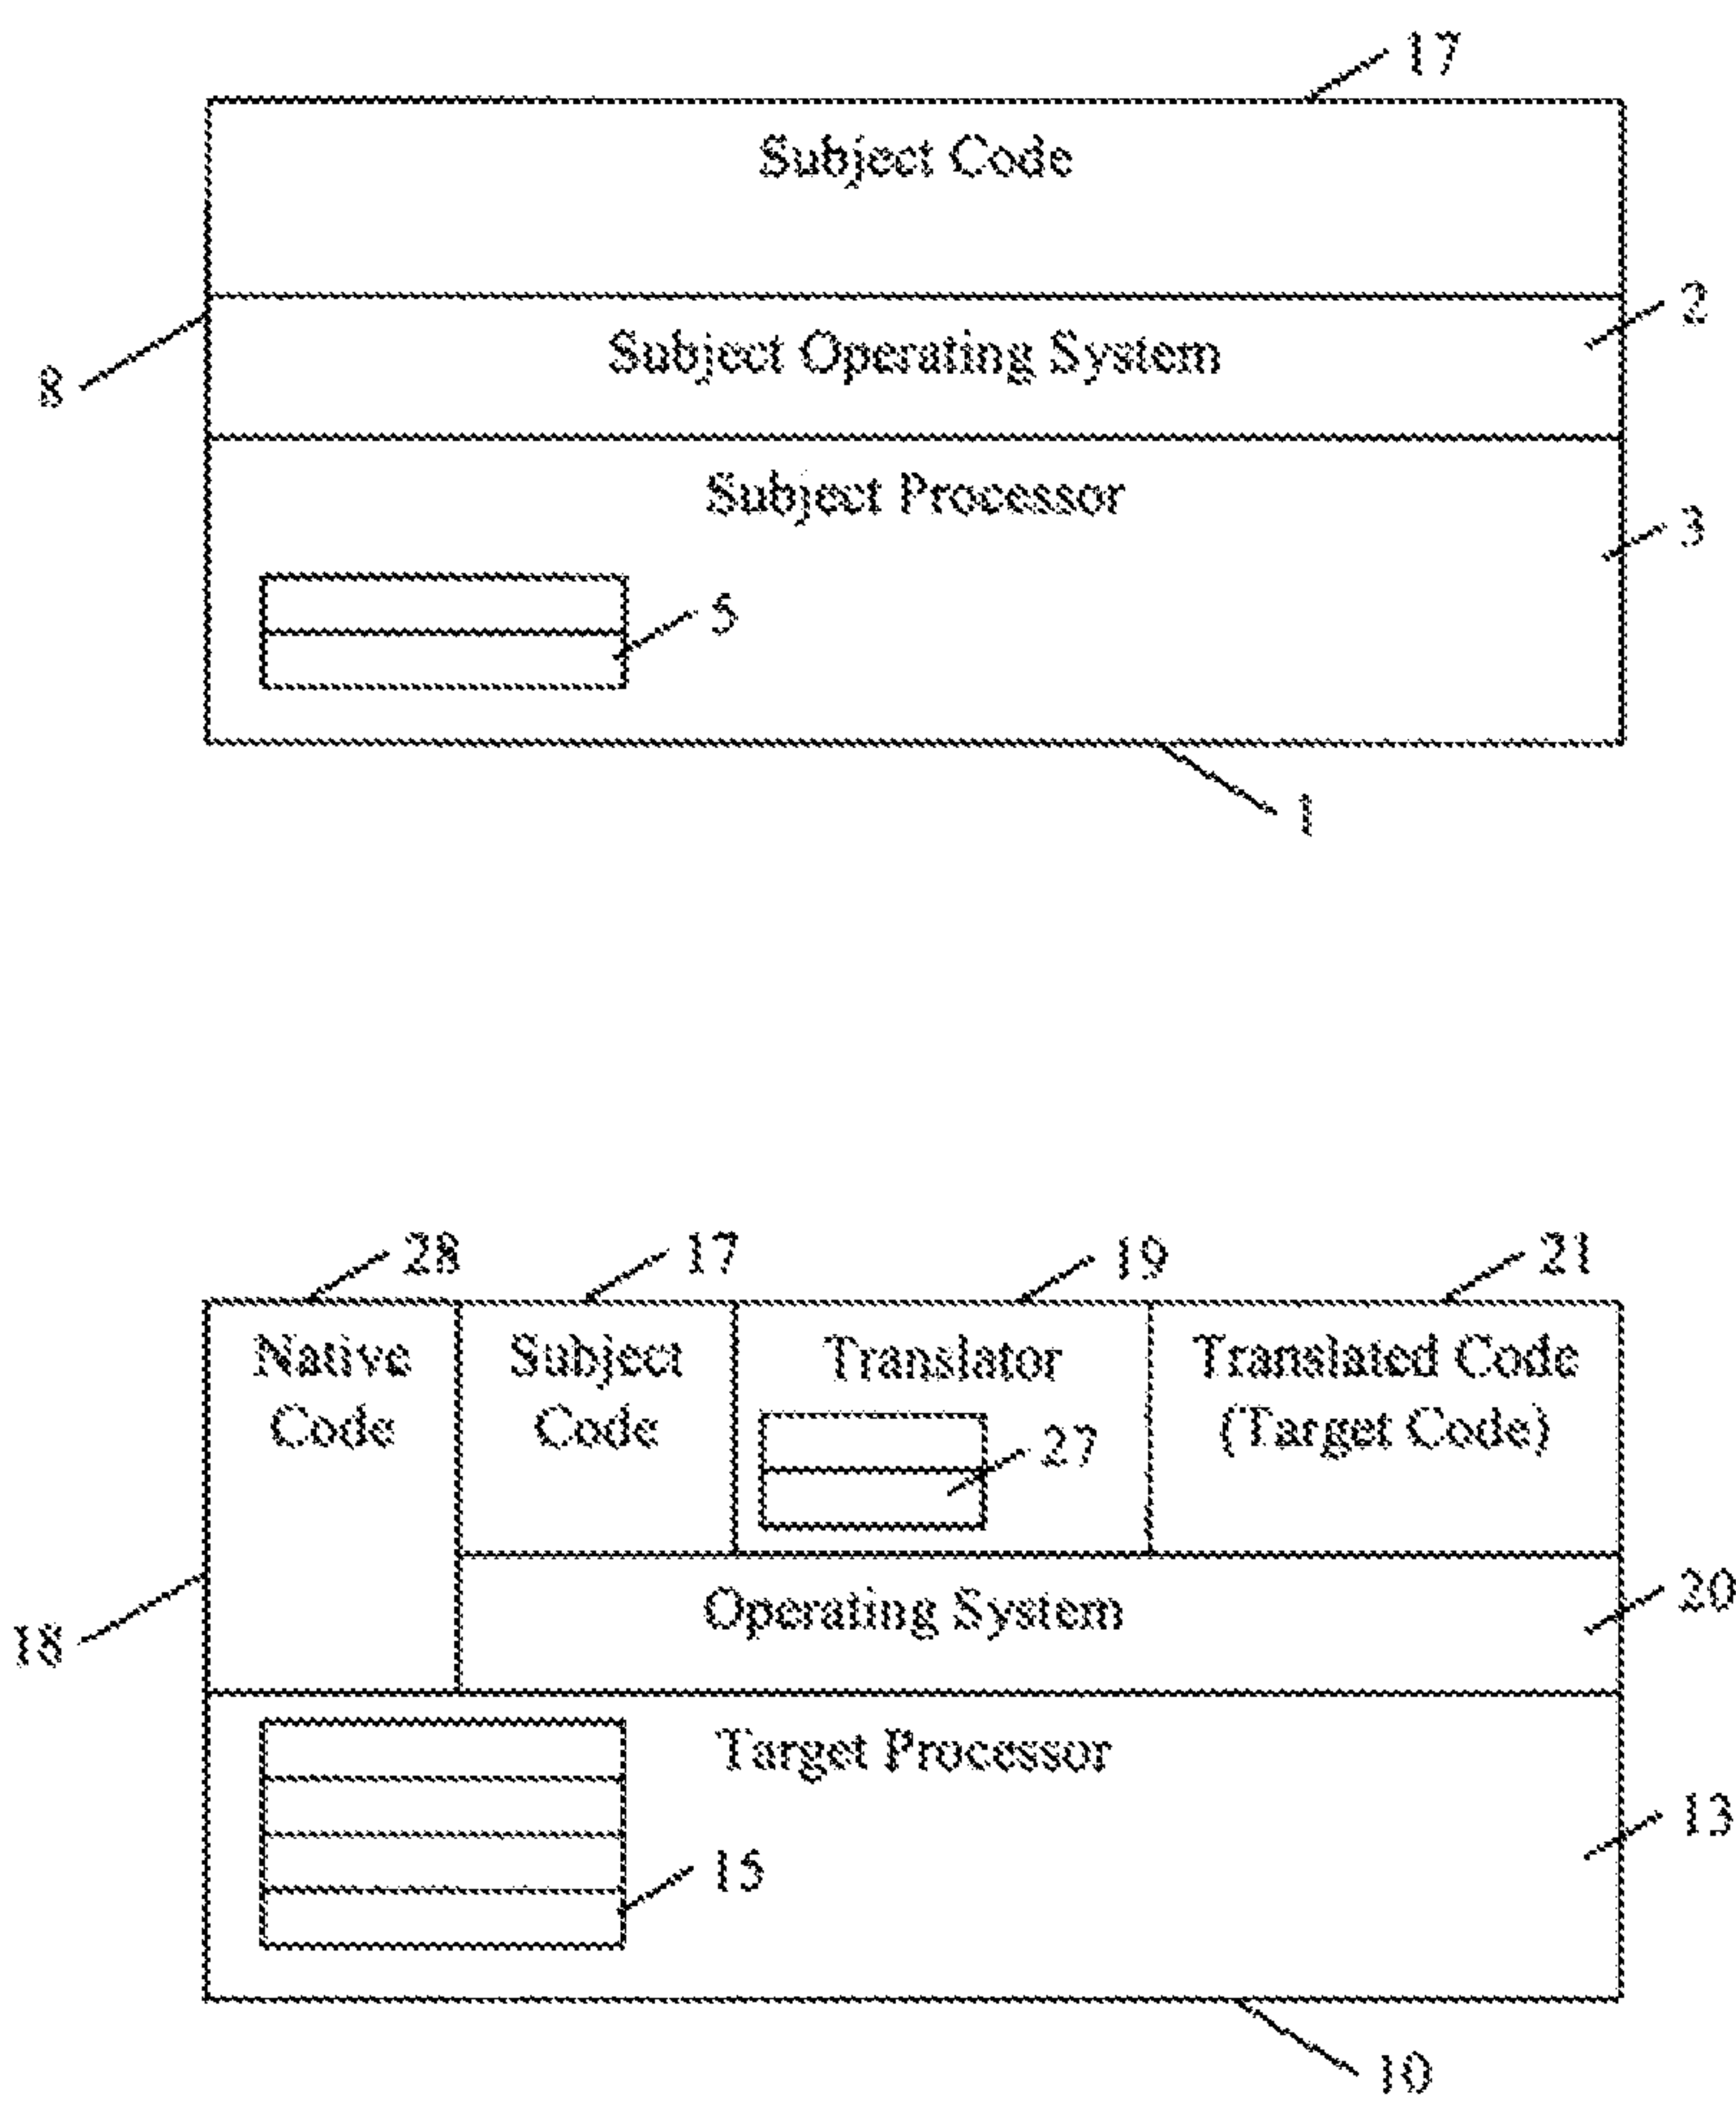 17
Subject Code
2
Subject Operating System
8
Subject Processor
3
5
1
28
17
19
21
Native
Code
Subject
Code
Translator
27
Translated Code
(Target Code)
Operating System
20
18
Target Processor
13
15
10